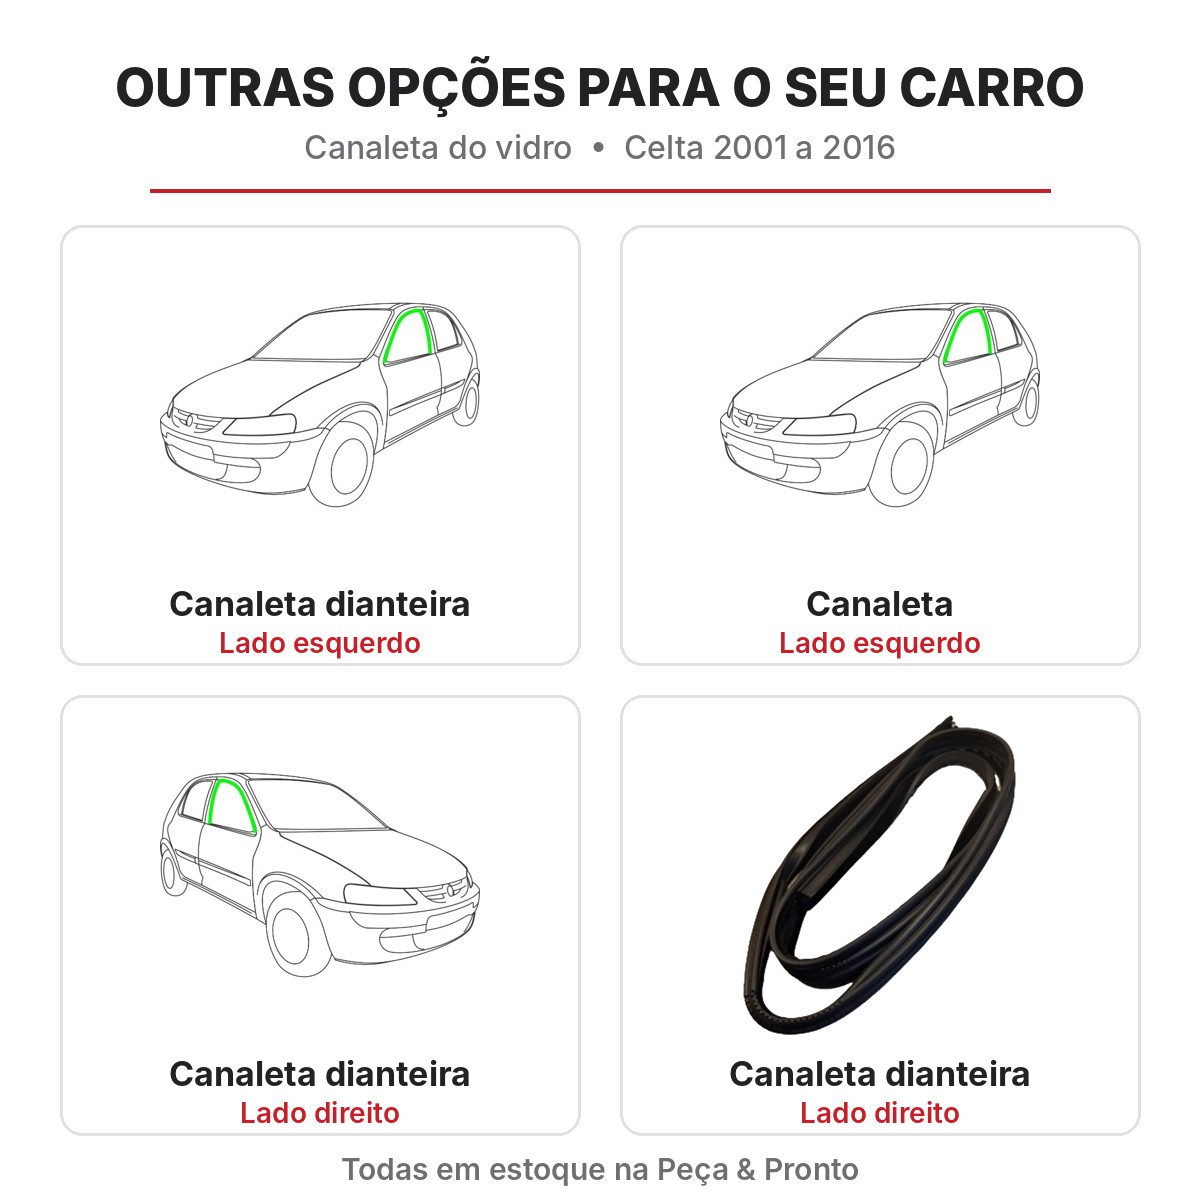 OUTRAS OPÇÕES PARA O SEU CARRO
Canaleta do vidro • Celta 2001 a 2016
Canaleta dianteira
Lado esquerdo
Canaleta
Lado esquerdo
Canaleta dianteira
Lado direito
Canaleta dianteira
Lado direito
Todas em estoque na Peça & Pronto